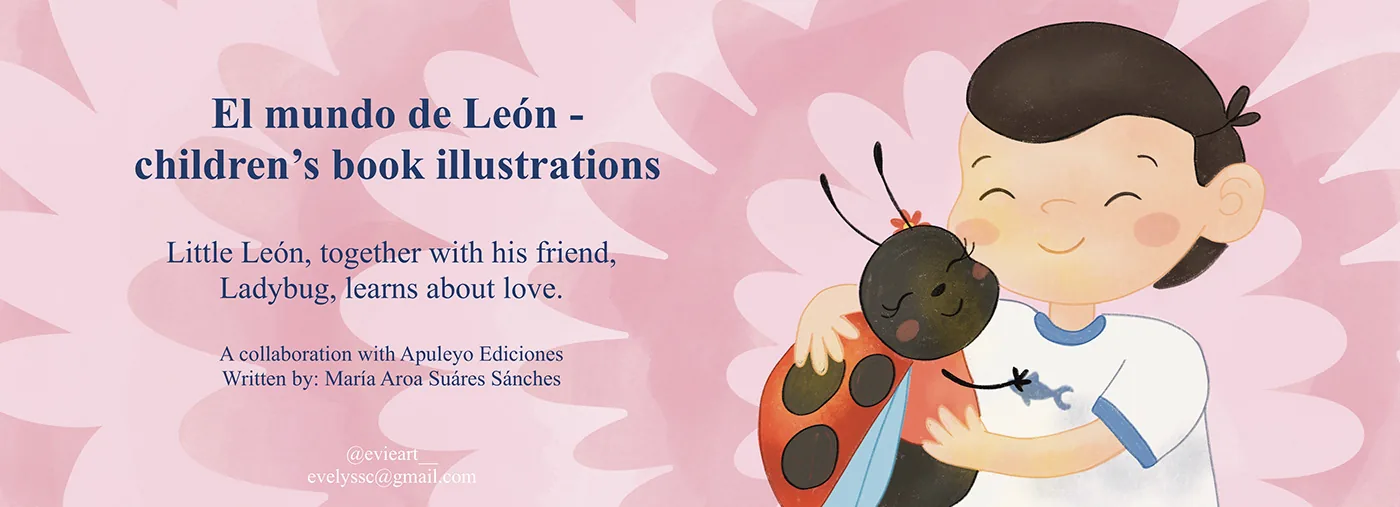 El mundo de León -
children’s book illustrations
Little León, together with his friend,
Ladybug, learns about love.
A collaboration with Apuleyo Ediciones
Written by: María Aroa Suáres Sánches
@evieart__
evelyssc@gmail.com